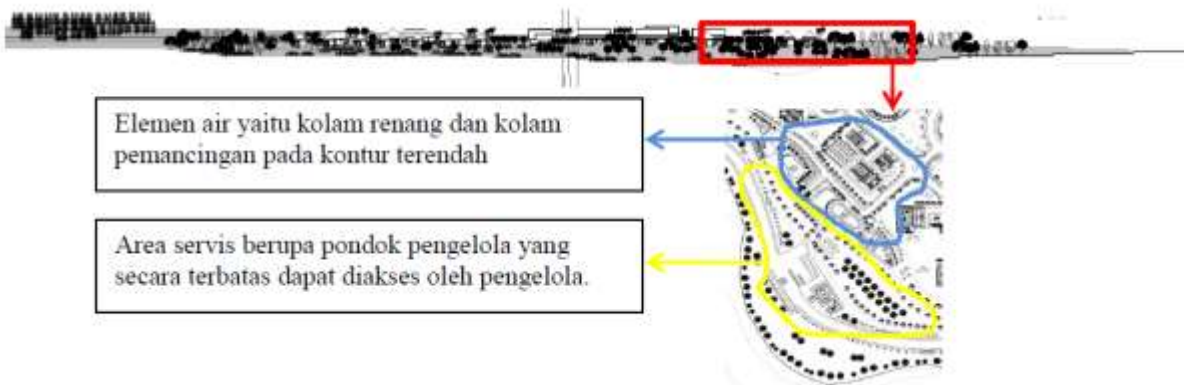 Elemen air yaitu kolam renang dan kolam
pemancingan pada kontur terendah
Area servis berupa pondok pengelola yang
secara terbatas dapat diakses oleh pengelola.